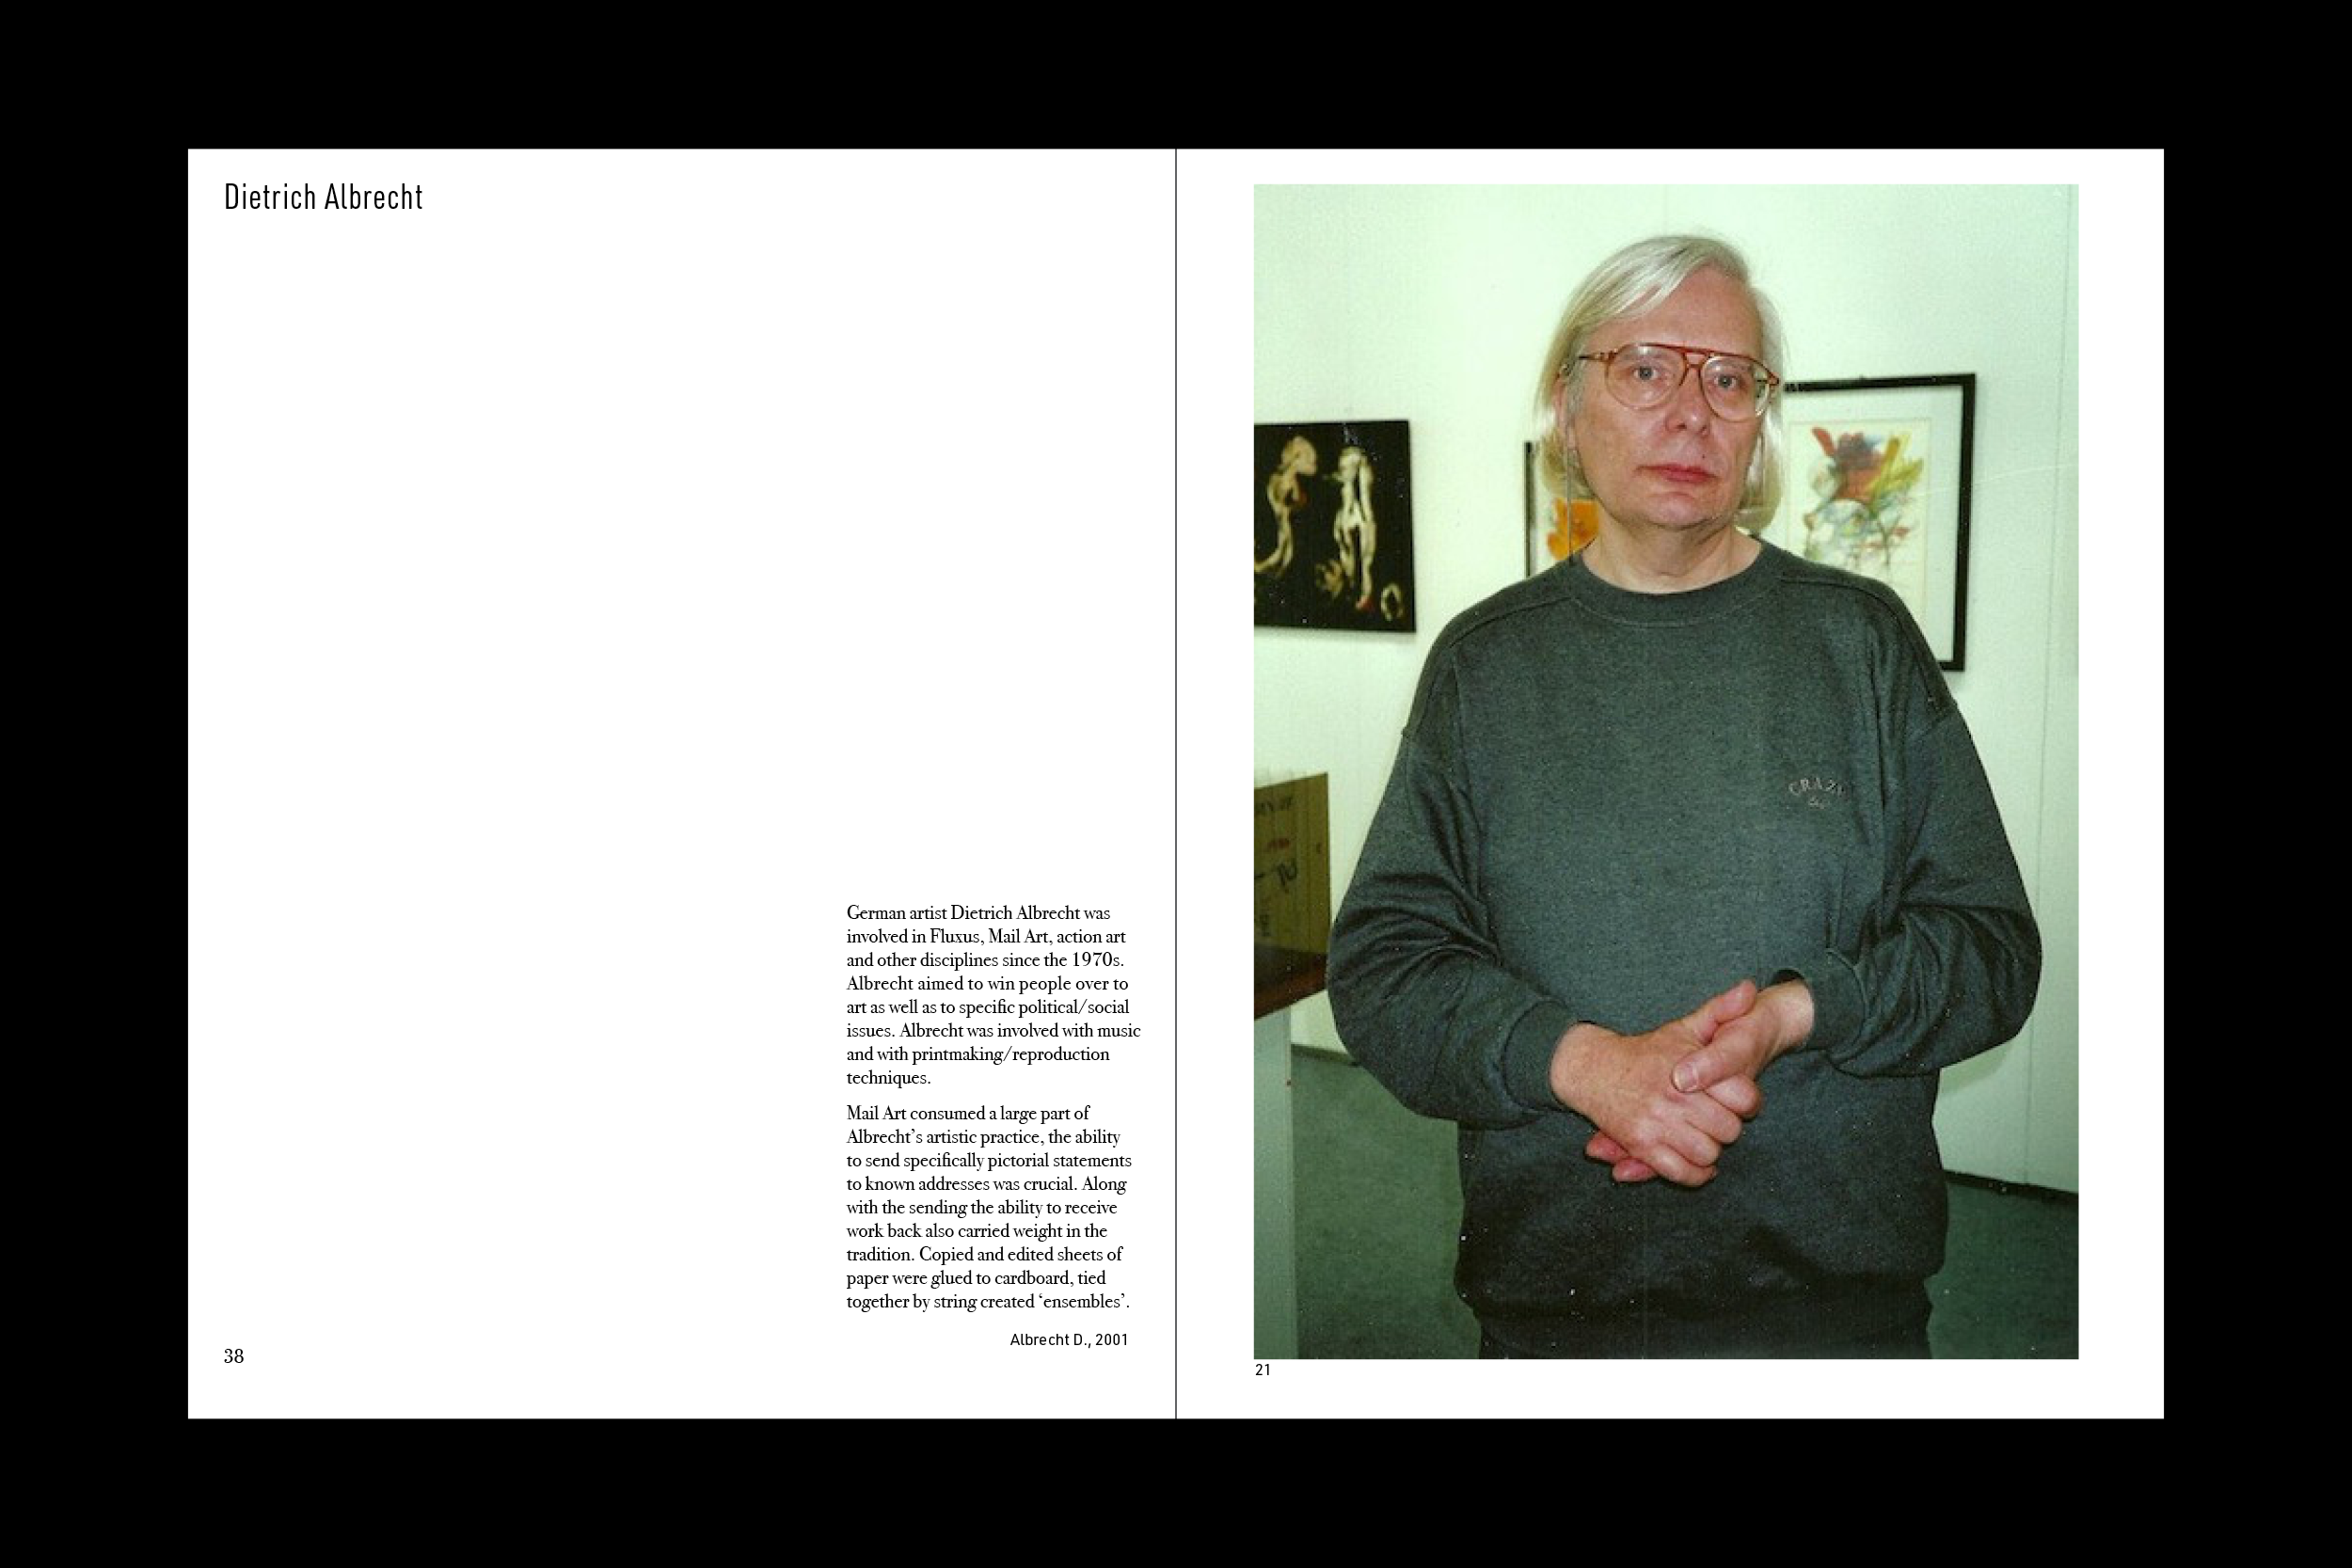 Dietrich Albrecht
German artist Dietrich Albrecht was
involved in Fluxus, Mail Art, action art
and other disciplines since the 1970s.
Albrecht aimed to win people over to
art as well as to specific political/social
issues. Albrecht was involved with music
and with printmaking/reproduction
techniques.
Mail Art consumed a large part of
Albrecht’s artistic practice, the ability
to send specifically pictorial statements
to known addresses was crucial. Along
with the sending the ability to receive
work back also carried weight in the
tradition. Copied and edited sheets of
paper were glued to cardboard, tied
together by string created ‘ensembles’.
Albrecht D., 2001
38
21